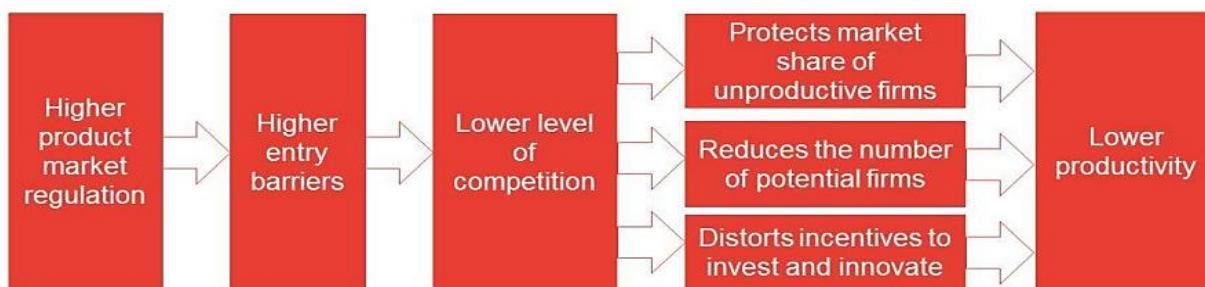 Higher
product
market
regulation
Higher
entry
barriers
Lower level
of
competition
Protects market
share of
unproductive firms
Reduces the number
of potential firms
Distorts incentives to
invest and innovate
Lower
productivity